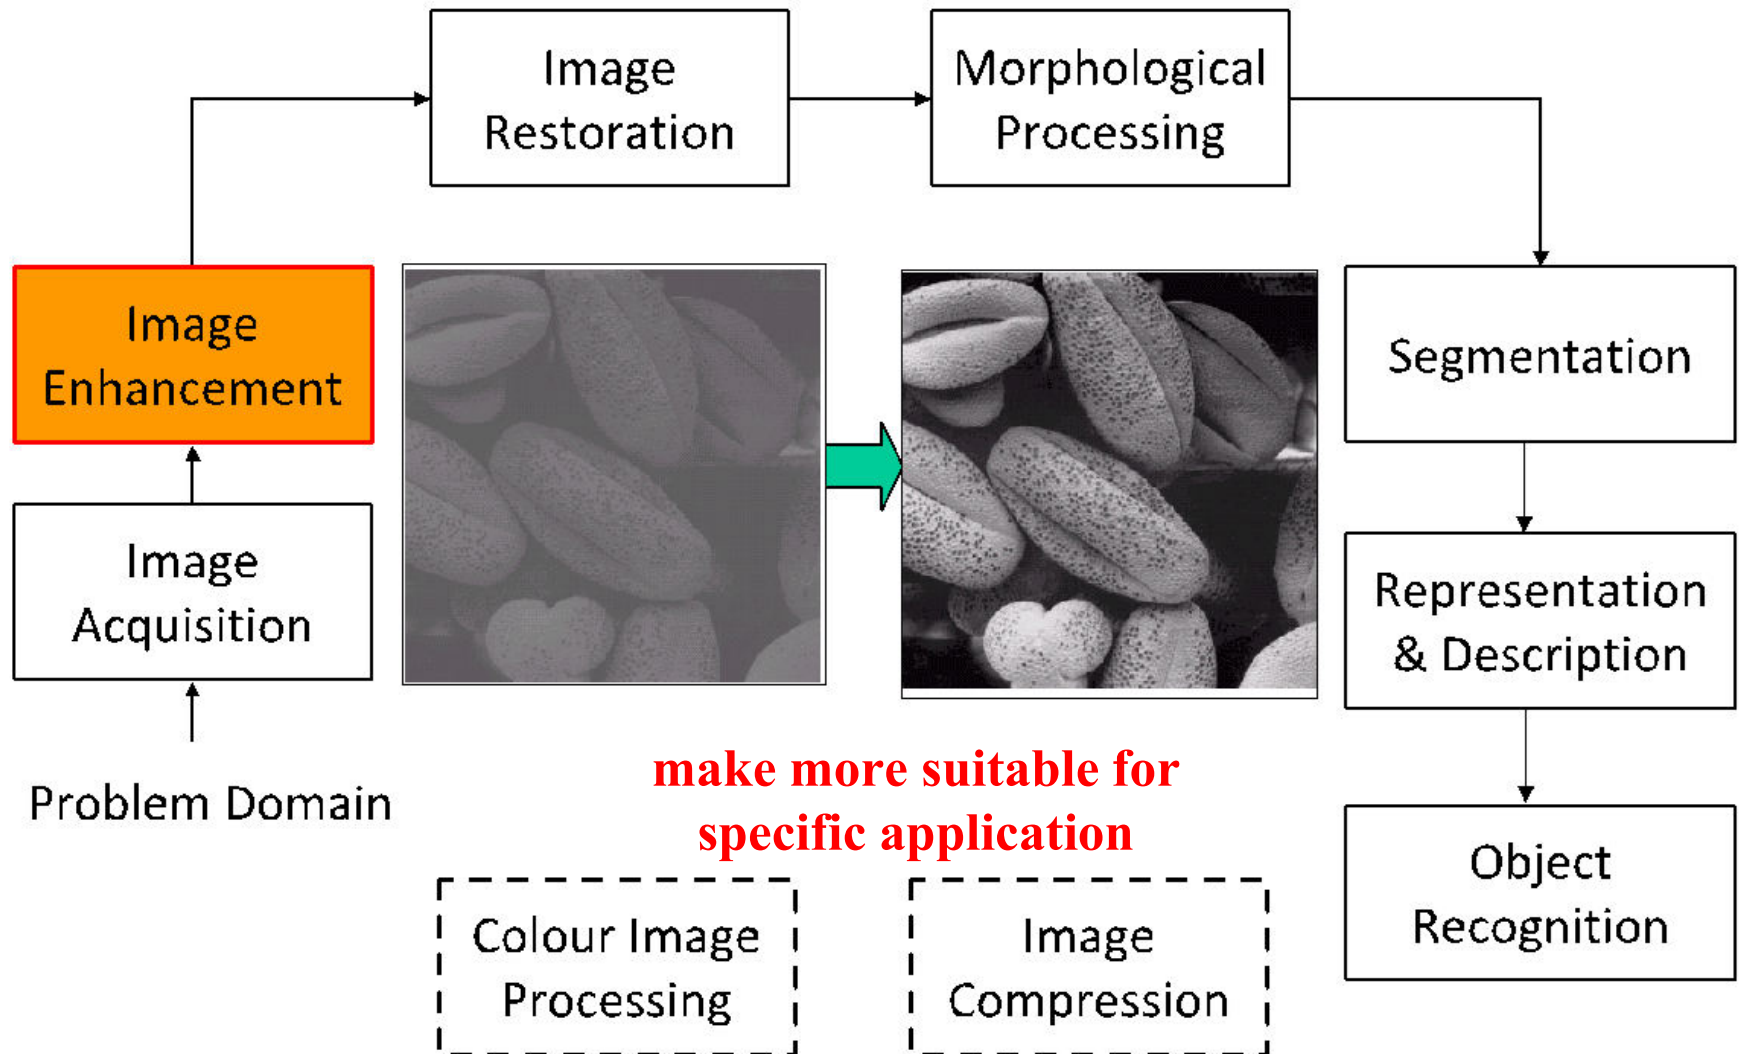 Image
Restoration
Morphological
Processing
Image
Enhancement
Segmentation
Image
Acquisition
Representation
& Description
Problem Domain
make more suitable for
specific application
Object
Recognition
Colour Image
Processing
Image
Compression